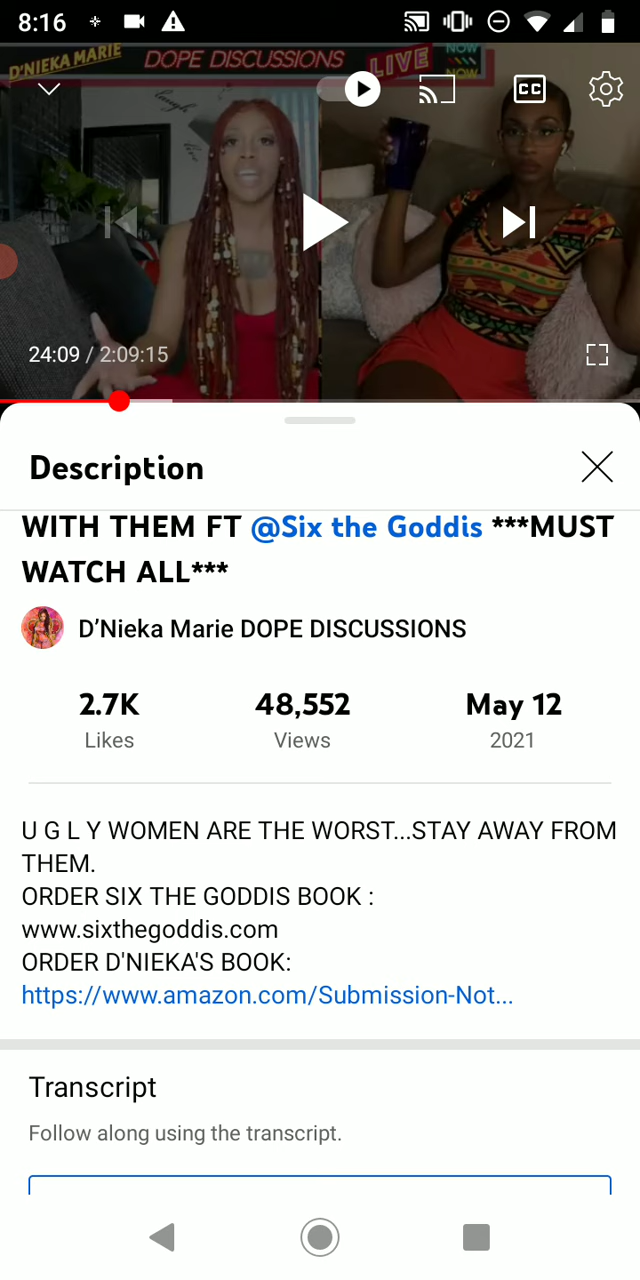 8:16
D'NIEKA MARIE DOPE DISCUSSIONS LIVE NOW
NOW
CC
24:09 / 2:09:15
Description
WITH THEM FT @Six the Goddis ***MUST
WATCH ALL***
D’Nieka Marie DOPE DISCUSSIONS
2.7K 48,552 May 12
Likes Views 2021
U G L Y WOMEN ARE THE WORST...STAY AWAY FROM
THEM.
ORDER SIX THE GODDIS BOOK :
www.sixthegoddis.com
ORDER D'NIEKA'S BOOK:
https://www.amazon.com/Submission-Not...
Transcript
Follow along using the transcript.